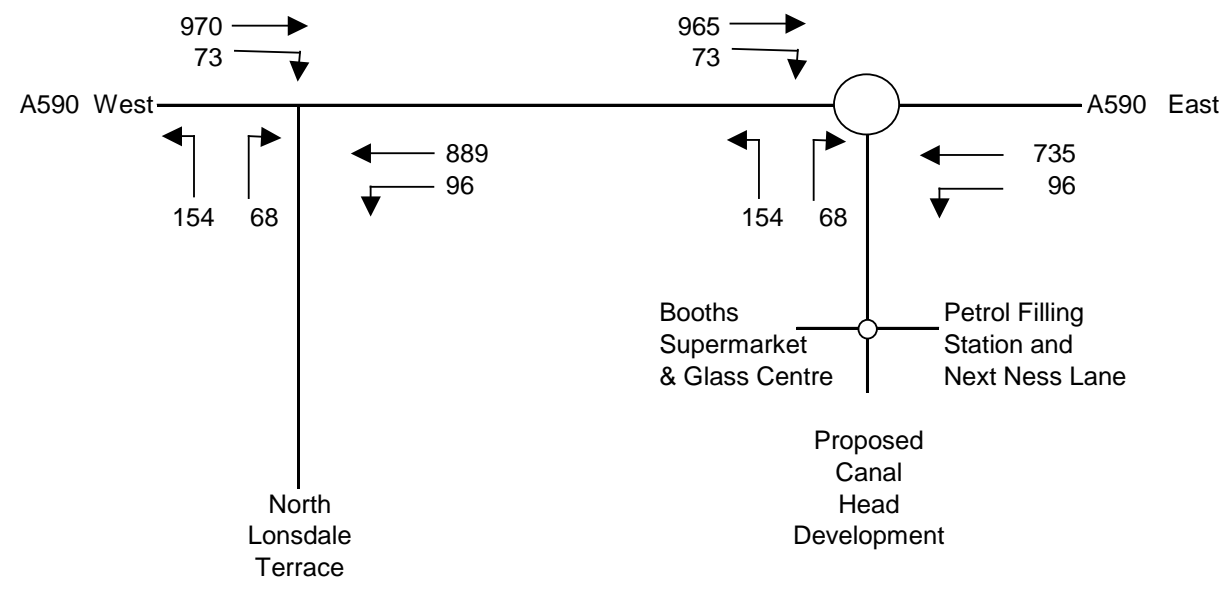 970
73
965
73
A590 West
A590 East
889
96
154 68
735
96
154 68
Booths
Supermarket
& Glass Centre
Petrol Filling
Station and
Next Ness Lane
Proposed
Canal
Head
Development
North
Lonsdale
Terrace